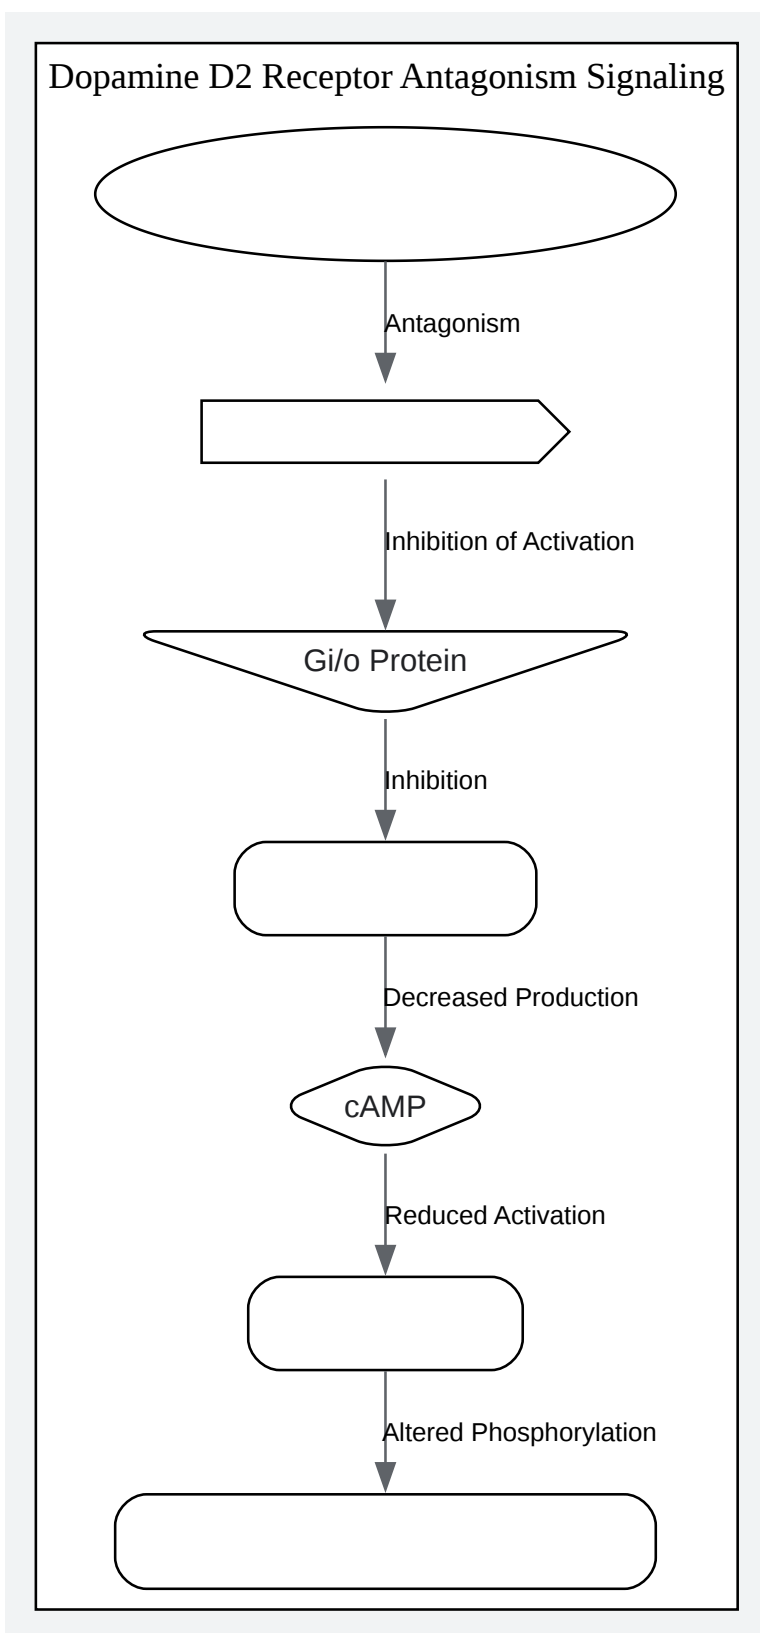 Dopamine D2 Receptor Antagonism Signaling
Antagonism
Inhibition of Activation
Gi/o Protein
Inhibition
Decreased Production
cAMP
Reduced Activation
Altered Phosphorylation